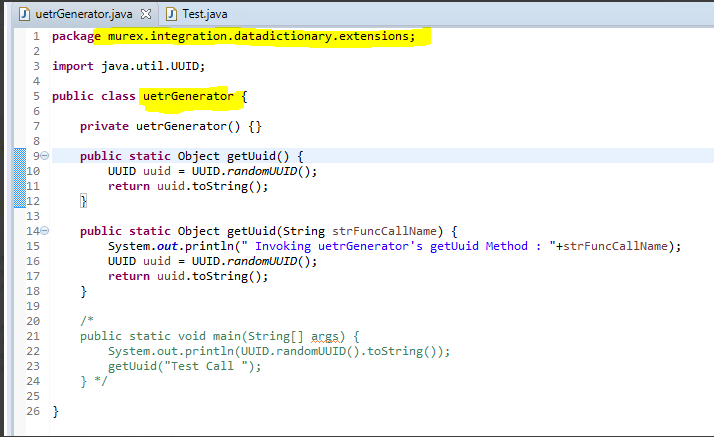 uetrGenerator.java Test.java
1 package murex.integration.datadictionary.extensions;
2
3 import java.util.UUID;
4
5 public class uetrGenerator {
6
7     private uetrGenerator() {}
8
9     public static Object getUuid() {
10         UUID uuid = UUID.randomUUID();
11         return uuid.toString();
12     }
13
14     public static Object getUuid(String strFuncCallName) {
15         System.out.println(" Invoking uetrGenerator's getUuid Method : "+strFuncCallName);
16         UUID uuid = UUID.randomUUID();
17         return uuid.toString();
18     }
19
20     /*
21     public static void main(String[] args) {
22         System.out.println(UUID.randomUUID().toString());
23         getUuid("Test Call ");
24     } */
25
26 }